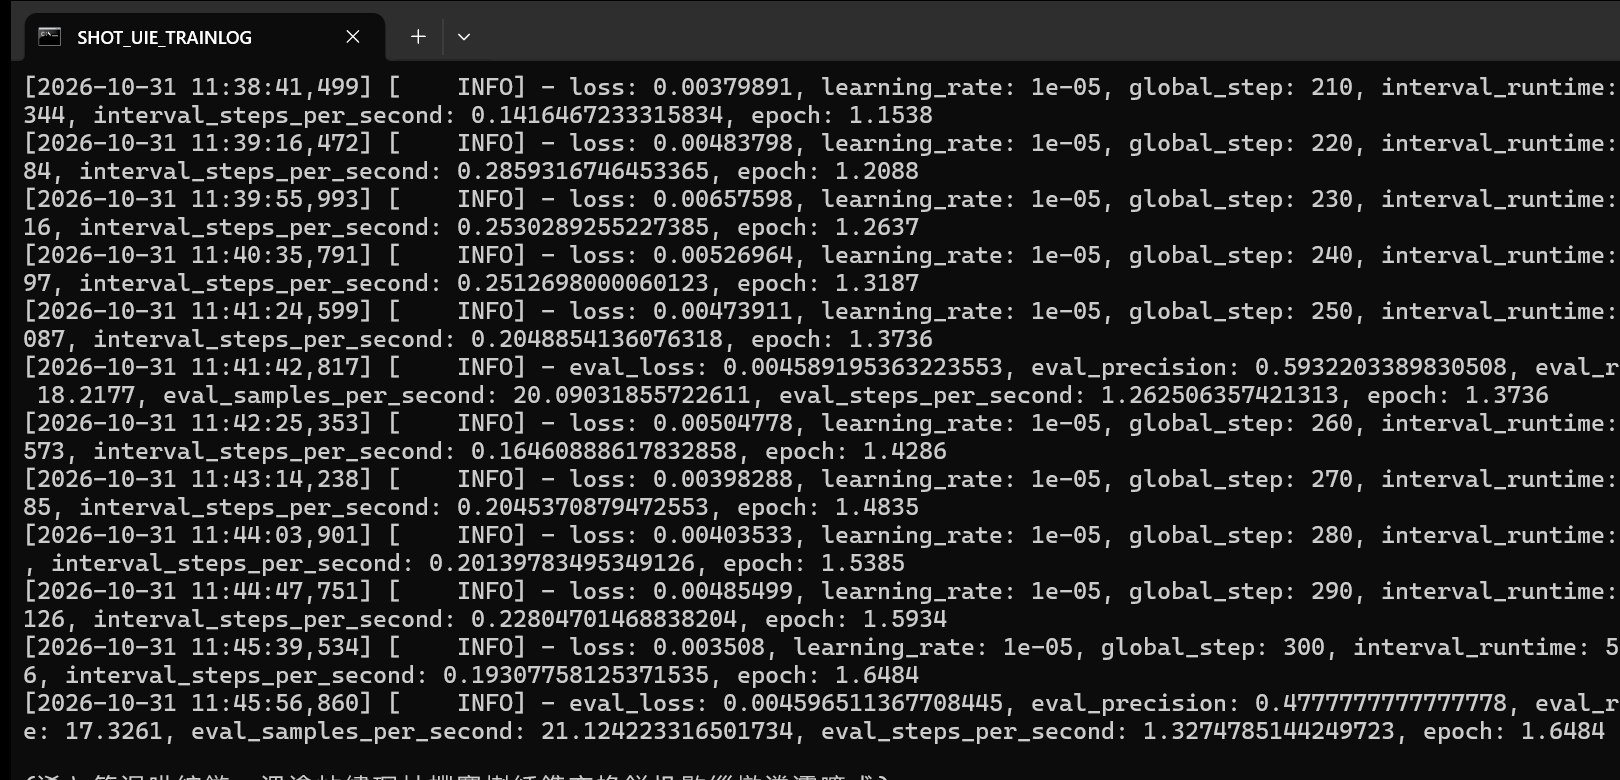 SHOT_UIE_TRAINLOG
[2026-10-31 11:38:41,499] [    INFO] - loss: 0.00379891, learning_rate: 1e-05, global_step: 210, interval_runtime:
344, interval_steps_per_second: 0.1416467233315834, epoch: 1.1538
[2026-10-31 11:39:16,472] [    INFO] - loss: 0.00483798, learning_rate: 1e-05, global_step: 220, interval_runtime:
84, interval_steps_per_second: 0.2859316746453365, epoch: 1.2088
[2026-10-31 11:39:55,993] [    INFO] - loss: 0.00657598, learning_rate: 1e-05, global_step: 230, interval_runtime:
16, interval_steps_per_second: 0.2530289255227385, epoch: 1.2637
[2026-10-31 11:40:35,791] [    INFO] - loss: 0.00526964, learning_rate: 1e-05, global_step: 240, interval_runtime:
97, interval_steps_per_second: 0.2512698000060123, epoch: 1.3187
[2026-10-31 11:41:24,599] [    INFO] - loss: 0.00473911, learning_rate: 1e-05, global_step: 250, interval_runtime:
087, interval_steps_per_second: 0.2048854136076318, epoch: 1.3736
[2026-10-31 11:41:42,817] [    INFO] - eval_loss: 0.004589195363223553, eval_precision: 0.5932203389830508, eval_r
18.2177, eval_samples_per_second: 20.09031855722611, eval_steps_per_second: 1.262506357421313, epoch: 1.3736
[2026-10-31 11:42:25,353] [    INFO] - loss: 0.00504778, learning_rate: 1e-05, global_step: 260, interval_runtime:
573, interval_steps_per_second: 0.16460888617832858, epoch: 1.4286
[2026-10-31 11:43:14,238] [    INFO] - loss: 0.00398288, learning_rate: 1e-05, global_step: 270, interval_runtime:
85, interval_steps_per_second: 0.2045370879472553, epoch: 1.4835
[2026-10-31 11:44:03,901] [    INFO] - loss: 0.00403533, learning_rate: 1e-05, global_step: 280, interval_runtime:
, interval_steps_per_second: 0.20139783495349126, epoch: 1.5385
[2026-10-31 11:44:47,751] [    INFO] - loss: 0.00485499, learning_rate: 1e-05, global_step: 290, interval_runtime:
126, interval_steps_per_second: 0.22804701468838204, epoch: 1.5934
[2026-10-31 11:45:39,534] [    INFO] - loss: 0.003508, learning_rate: 1e-05, global_step: 300, interval_runtime: 5
6, interval_steps_per_second: 0.193077581253715​35, epoch: 1.6484
[2026-10-31 11:45:56,860] [    INFO] - eval_loss: 0.004596511367708445, eval_precision: 0.4777777777777778, eval_r
e: 17.3261, eval_samples_per_second: 21.124223316501734, eval_steps_per_second: 1.3274785144249723, epoch: 1.6484